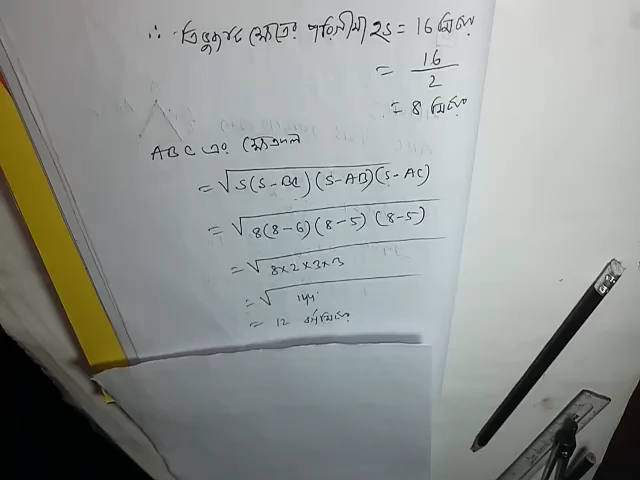 ∴ ত্রিভুজ ক্ষেত্রের পরিসীমা 2S = 16 মিটার
= 16/2
= 8 মিটার
ABC এর ক্ষেত্রফল
= √S(S-BC)(S-AB)(S-AC)
= √8(8-6)(8-5)(8-5)
= √8×2×3×3
= √144
= 12 বর্গমিটার